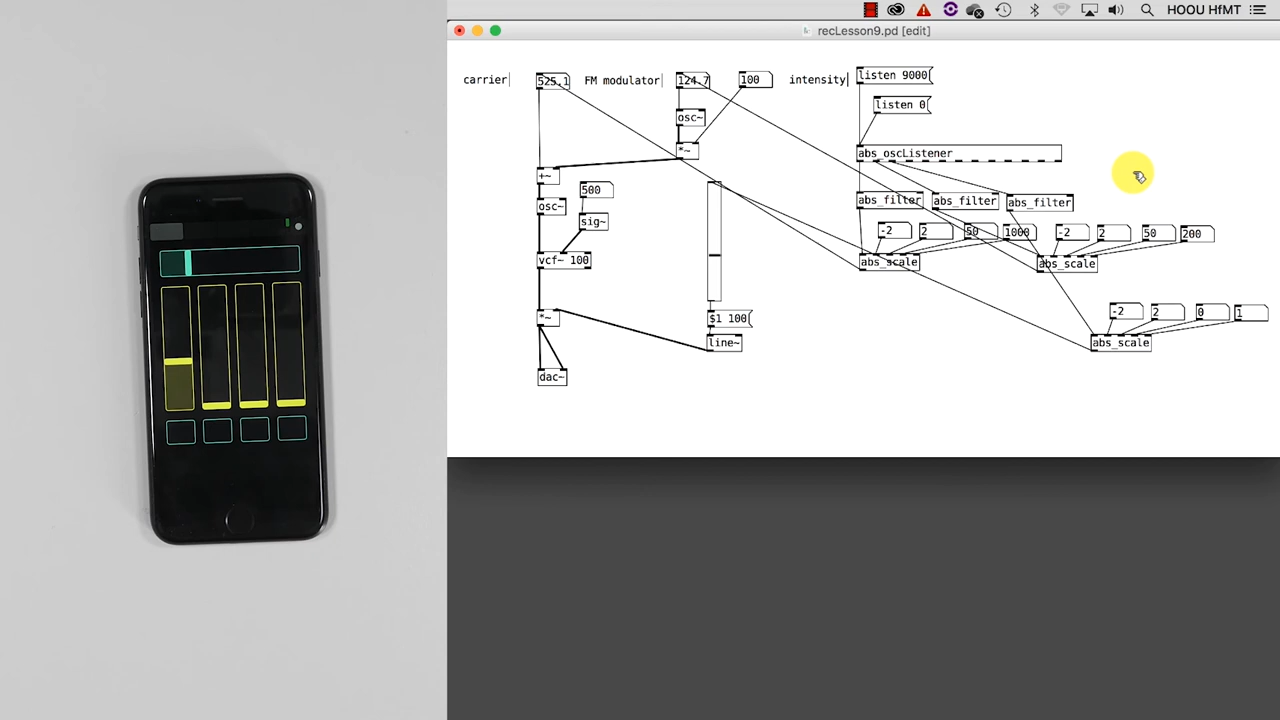 HOOU HfMT
recLesson9.pd [edit]
carrier
525.1
FM modulator
124.7
100
intensity
listen 9000
listen 0
osc~
*~
abs_oscListener
+~
500
osc~
sig~
abs_filter
abs_filter
abs_filter
-2
2
50
1000
-2
2
50
200
vcf~ 100
abs_scale
abs_scale
*~
$1 100
line~
-2
2
0
1
abs_scale
dac~